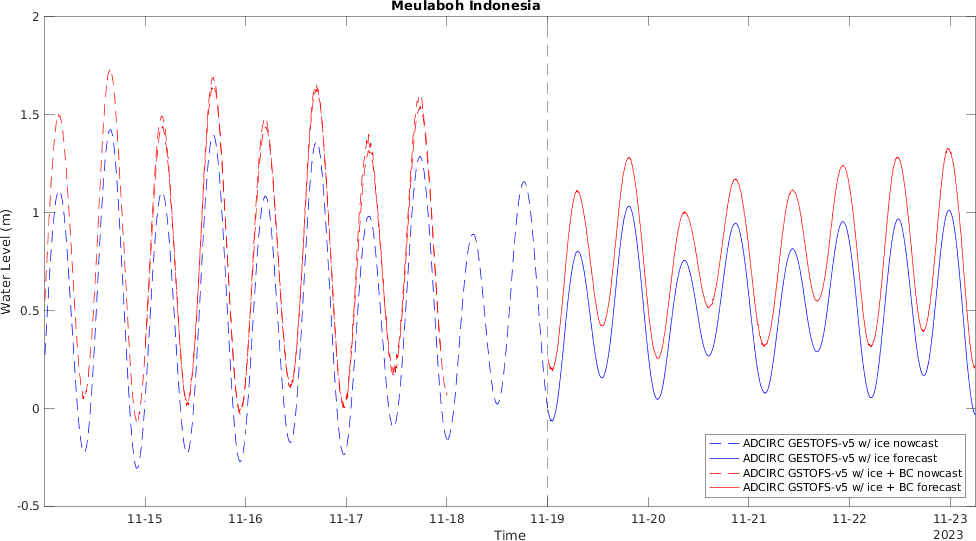 Meulaboh Indonesia
Water Level (m)
2
1.5
1
0.5
0
-0.5
11-15
11-16
11-17
11-18
11-19
11-20
11-21
11-22
11-23
2023
Time
ADCIRC GESTOFS-v5 w/ ice nowcast
ADCIRC GESTOFS-v5 w/ ice forecast
ADCIRC GSTOFS-v5 w/ ice + BC nowcast
ADCIRC GSTOFS-v5 w/ ice + BC forecast